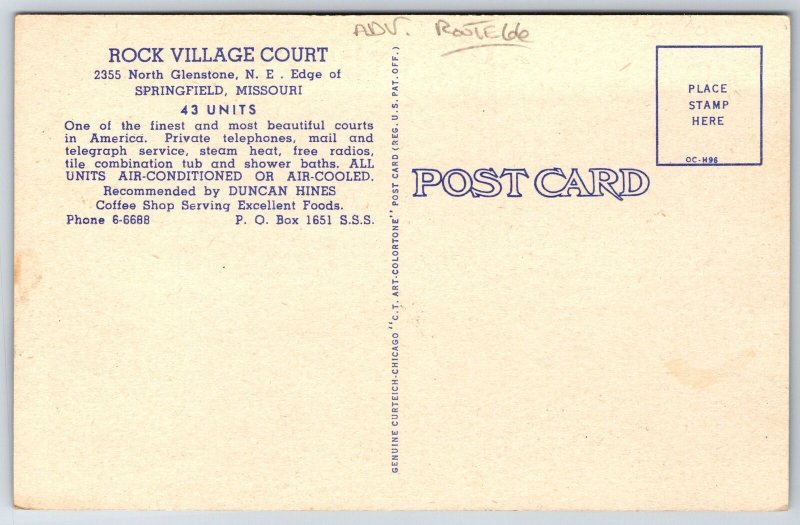 ADV. Route 66
ROCK VILLAGE COURT
2355 North Glenstone, N. E. Edge of
SPRINGFIELD, MISSOURI
43 UNITS
One of the finest and most beautiful courts
in America. Private telephones, mail and
telegraph service, steam heat, free radios,
tile combination tub and shower baths. ALL
UNITS AIR-CONDITIONED OR AIR-COOLED.
Recommended by DUNCAN HINES
Coffee Shop Serving Excellent Foods.
Phone 6-6688 P. O. Box 1651 S.S.S.
GENUINE CURTEICH-CHICAGO "C. T. ART-COLORTONE" POST CARD (REG. U. S. PAT. OFF.)
POST CARD
PLACE
STAMP
HERE
OC-H96